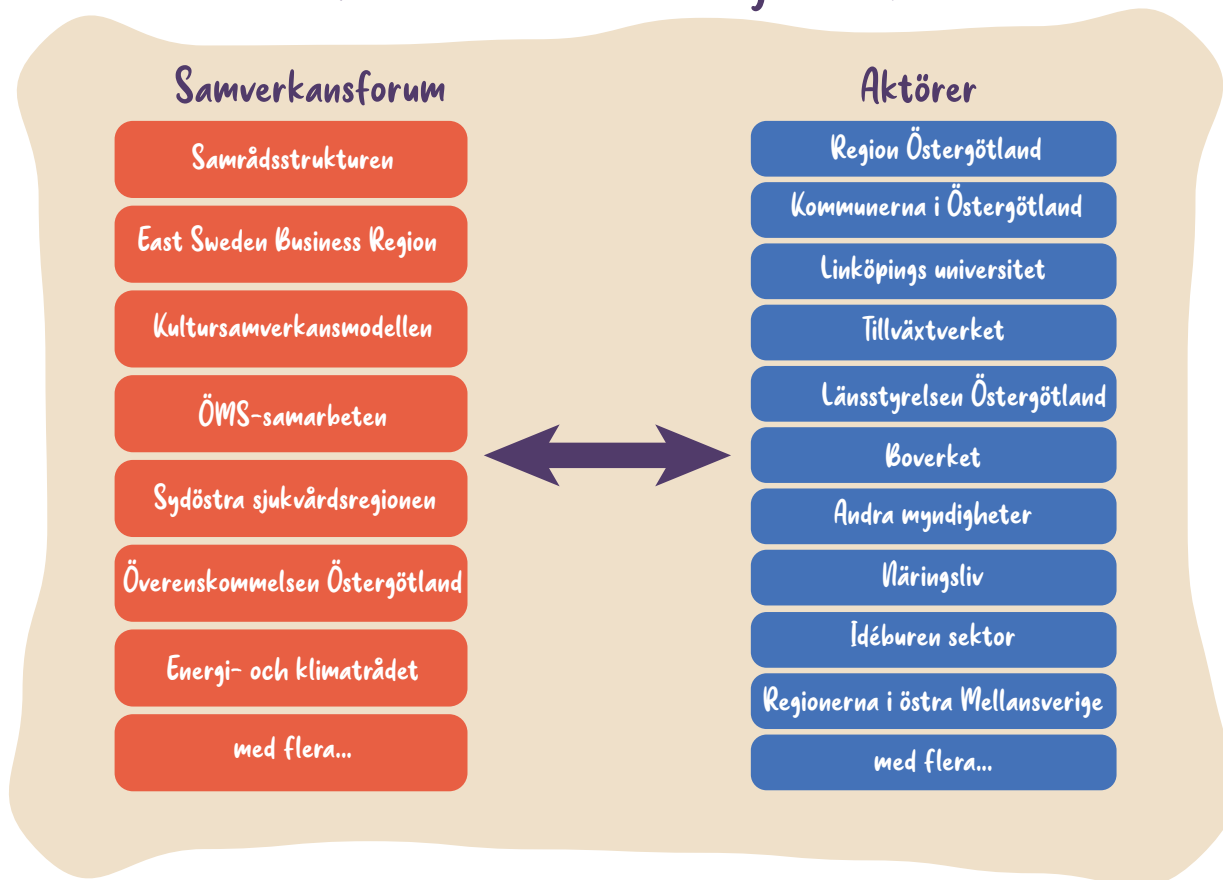 Samverkansforum
Samrådsstrukturen
East Sweden Business Region
Kultursamverkansmodellen
ÖMS-samarbeten
Sydöstra sjukvårdsregionen
Överenskommelsen Östergötland
Energi- och klimatrådet
med flera...
Aktörer
Region Östergötland
Kommunerna i Östergötland
Linköpings universitet
Tillväxtverket
Länsstyrelsen Östergötland
Boverket
Andra myndigheter
Näringsliv
Idéburen sektor
Regionerna i östra Mellansverige
med flera...